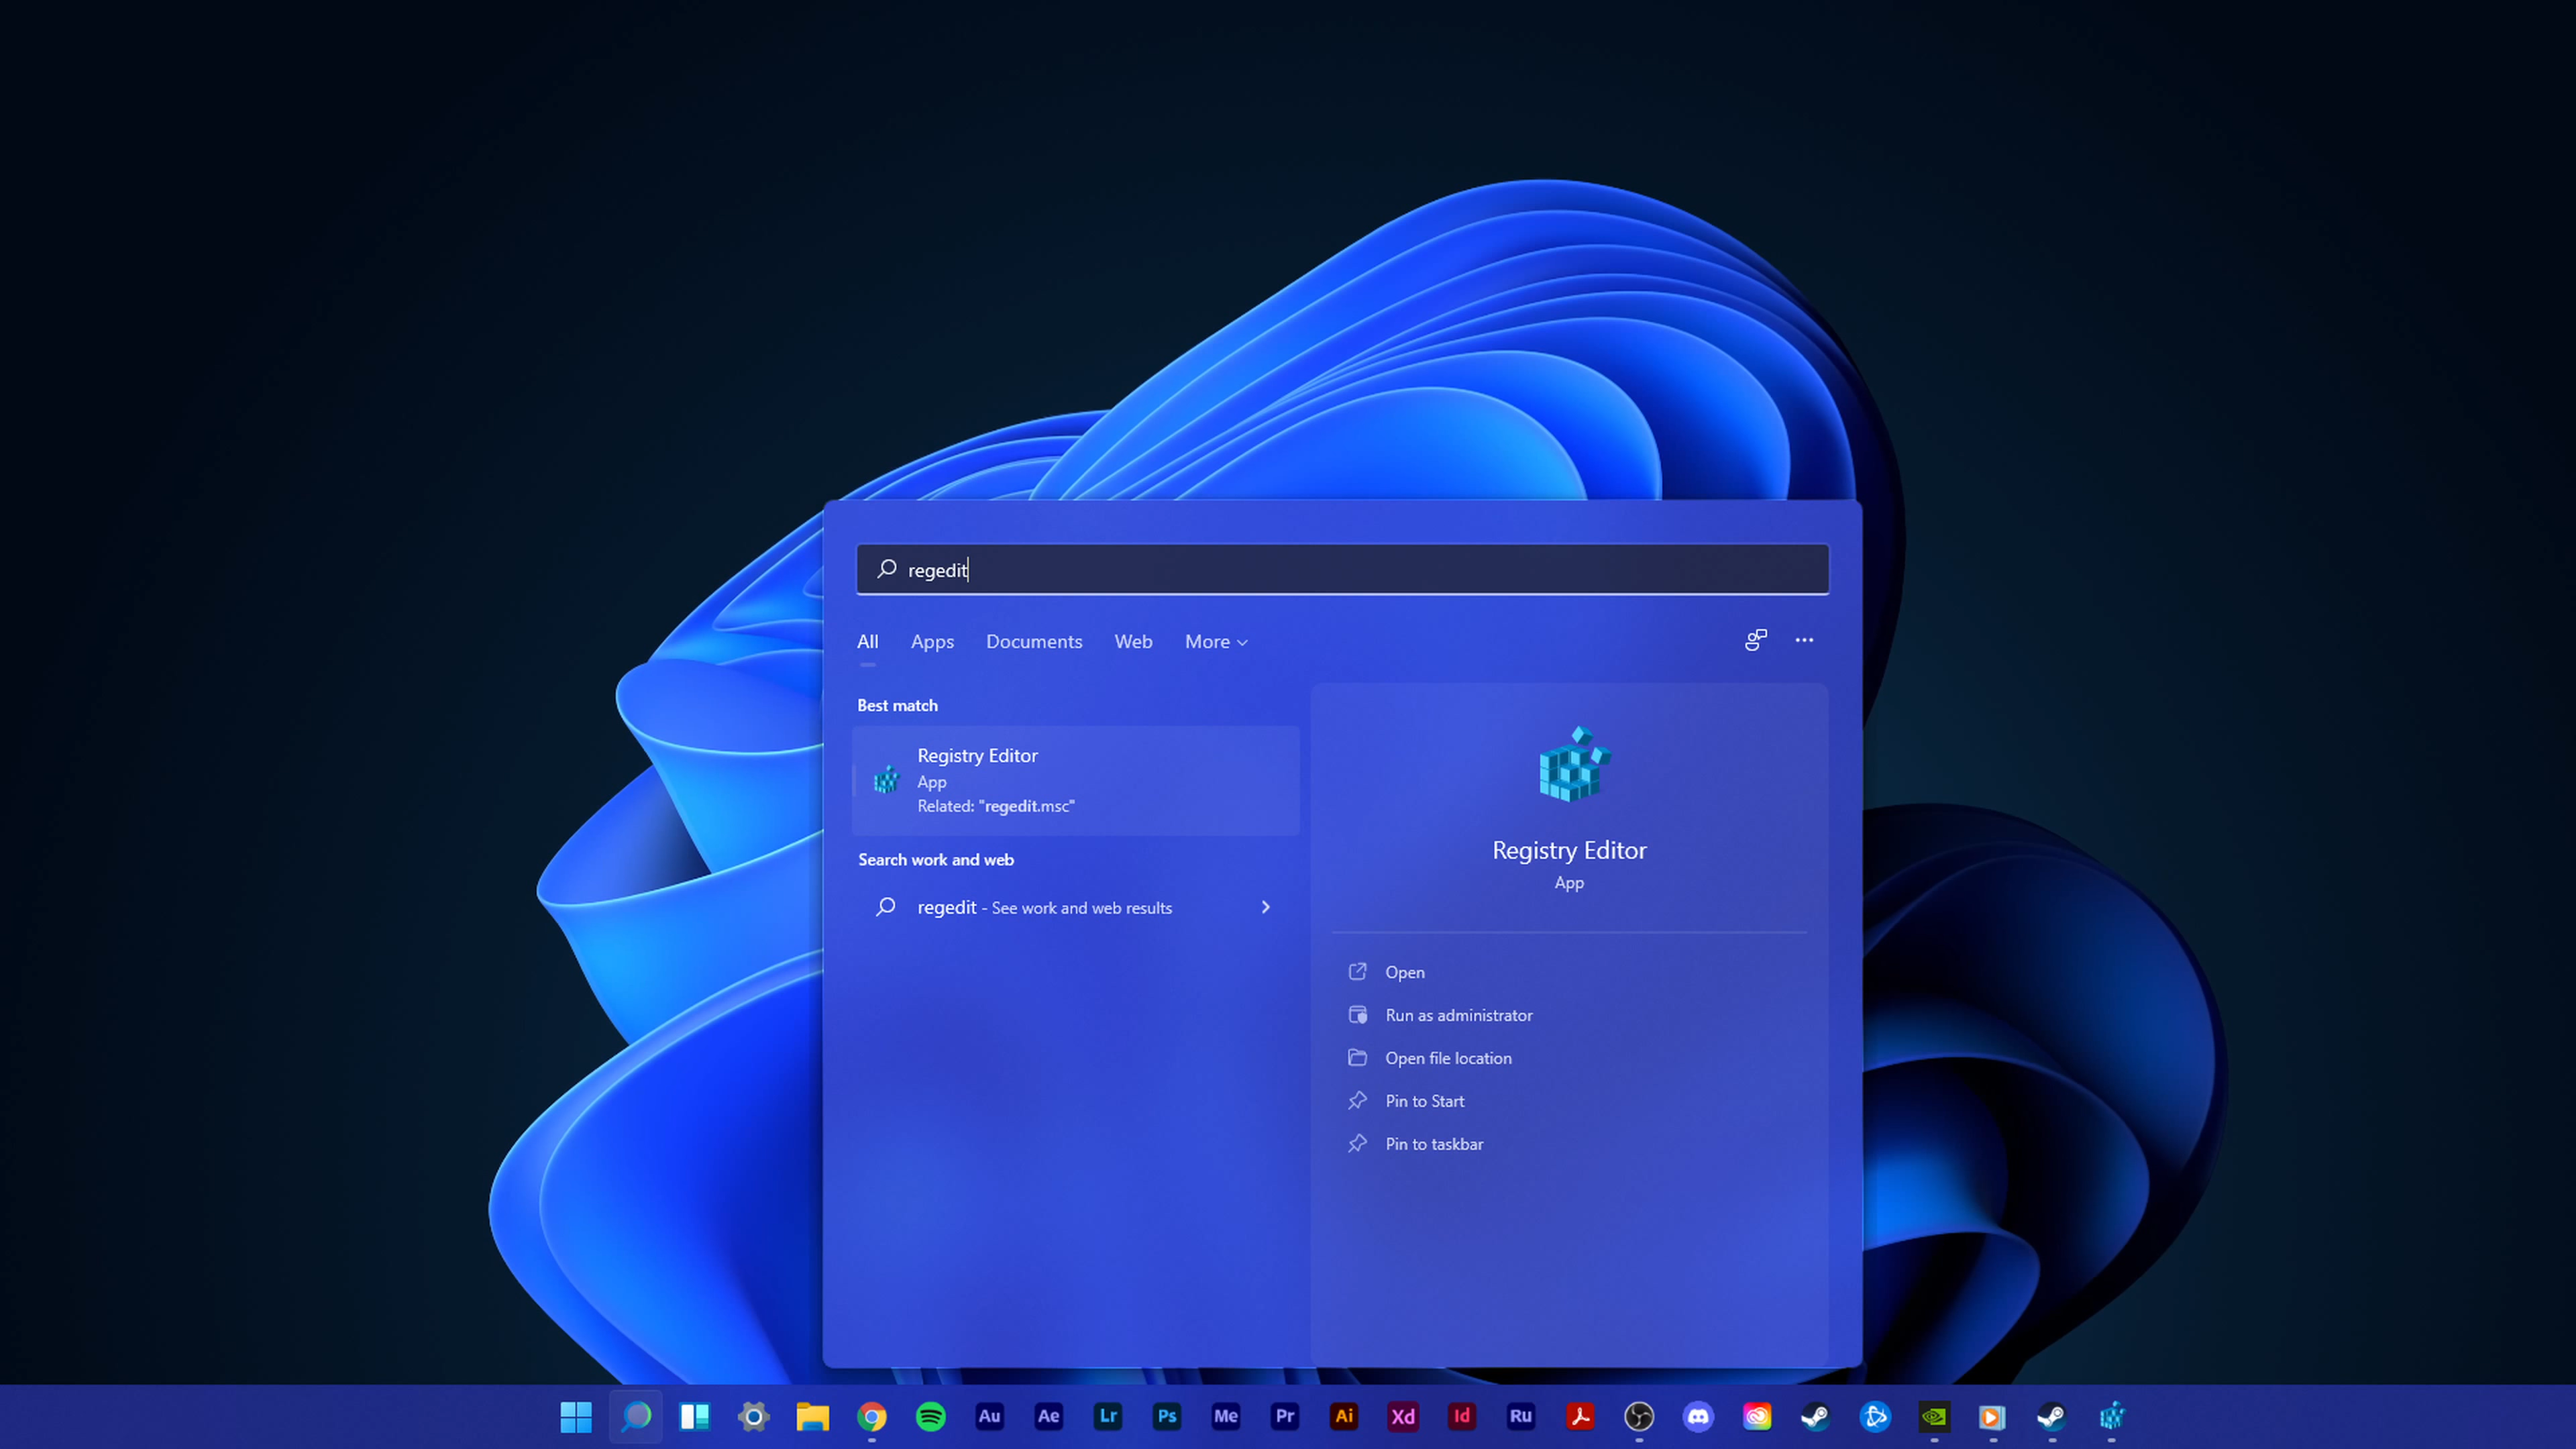 regedit
All Apps Documents Web More
Best match
Registry Editor
App
Related: "regedit.msc"
Search work and web
regedit - See work and web results
Registry Editor
App
Open
Run as administrator
Open file location
Pin to Start
Pin to taskbar
Au Ae Lr Ps Me Pr Ai Xd Id Ru